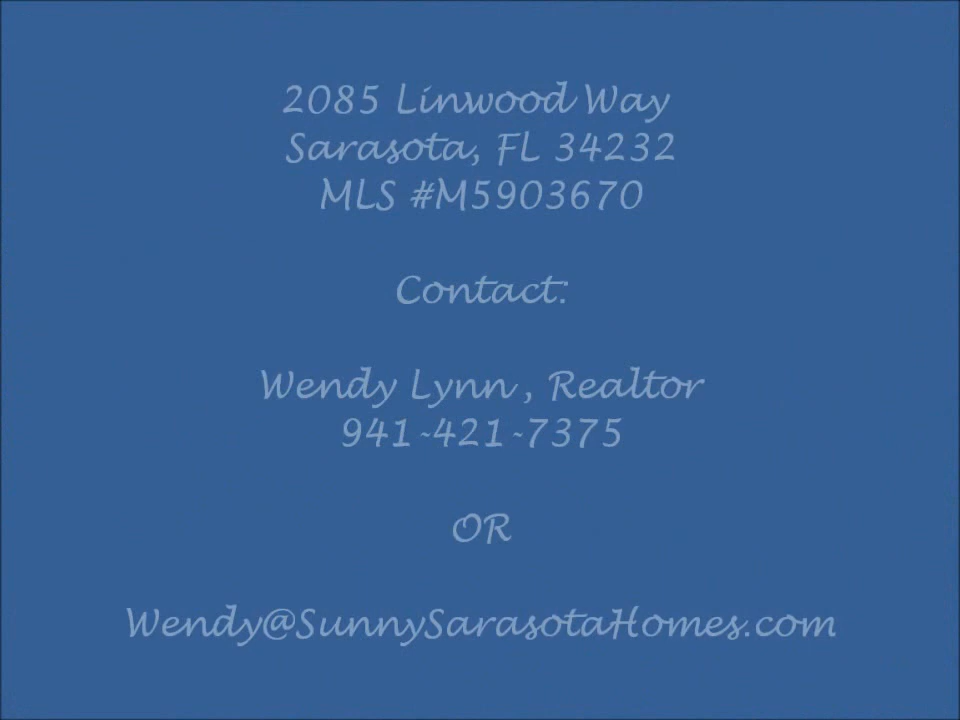 2085 Linwood Way
Sarasota, FL 34232
MLS #M5903670
Contact:
Wendy Lynn , Realtor
941-421-7375
OR
Wendy@SunnySarasotaHomes.com